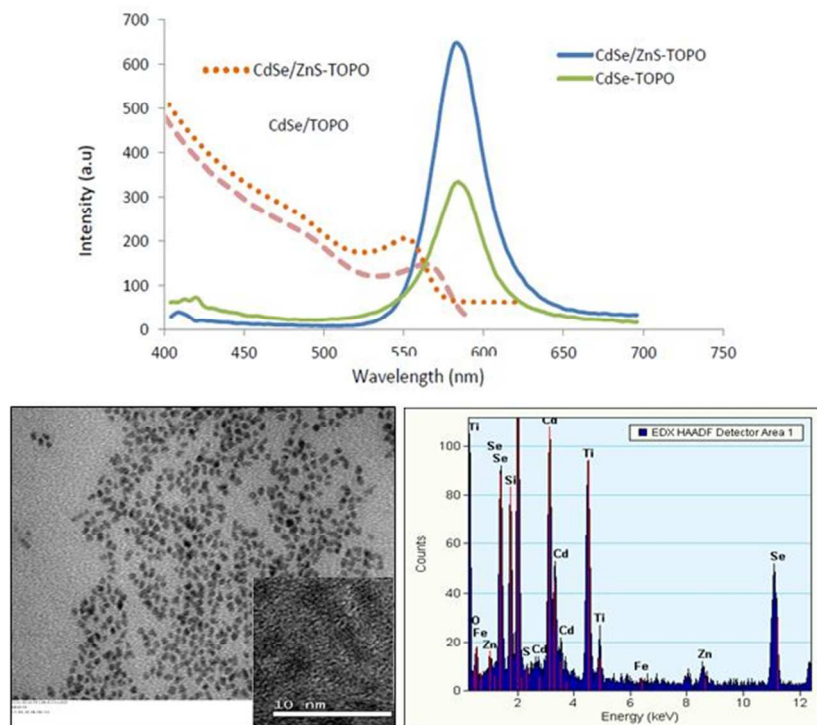 700
600
500
400
300
200
100
0
Intensity (a.u)
CdSe/ZnS-TOPO
CdSe/TOPO
CdSe/ZnS-TOPO
CdSe-TOPO
400 450 500 550 600 650 700 750
Wavelength (nm)
10 nm
EDX HAADF Detector Area 1
Ti
Se
Se
Si
Cd
Cd
Cd
Ti
Ti
Se
O
Fe
Zn
S
Cd
Fe
Zn
100
80
60
40
20
0
Counts
2 4 6 8 10 12
Energy (keV)